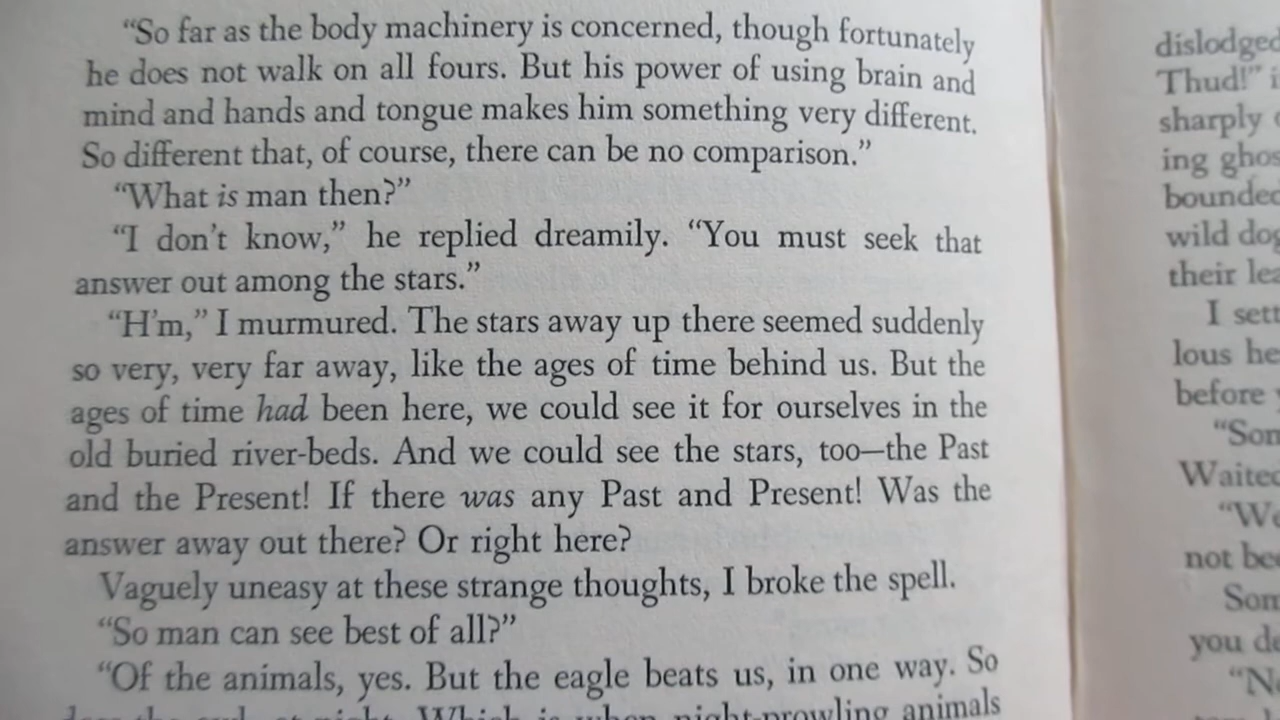 “So far as the body machinery is concerned, though fortunately
he does not walk on all fours. But his power of using brain and
mind and hands and tongue makes him something very different.
So different that, of course, there can be no comparison.”
“What is man then?”
“I don’t know,” he replied dreamily. “You must seek that
answer out among the stars.”
“H’m,” I murmured. The stars away up there seemed suddenly
so very, very far away, like the ages of time behind us. But the
ages of time had been here, we could see it for ourselves in the
old buried river-beds. And we could see the stars, too—the Past
and the Present! If there was any Past and Present! Was the
answer away out there? Or right here?
Vaguely uneasy at these strange thoughts, I broke the spell.
“So man can see best of all?”
“Of the animals, yes. But the eagle beats us, in one way. So
night-prowling animals
dislodged
Thud!”
sharply
ing
bounded
wild
their
I
lous
before
Waited
not
you